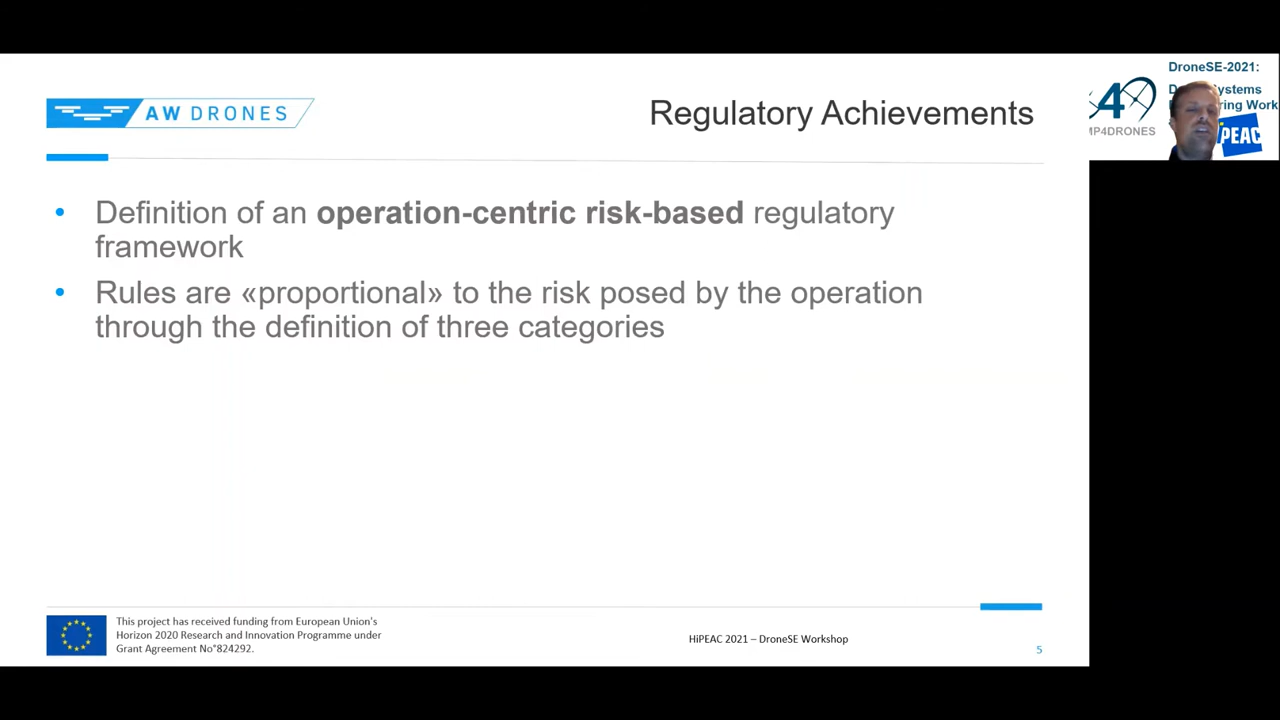 AW DRONES
Regulatory Achievements
DroneSE-2021:
Systems
ering Work
4
MP4DRONES
PEAC
• Definition of an operation-centric risk-based regulatory
framework
• Rules are «proportional» to the risk posed by the operation
through the definition of three categories
This project has received funding from European Union's
Horizon 2020 Research and Innovation Programme under
Grant Agreement No°824292.
HiPEAC 2021 – DroneSE Workshop
5